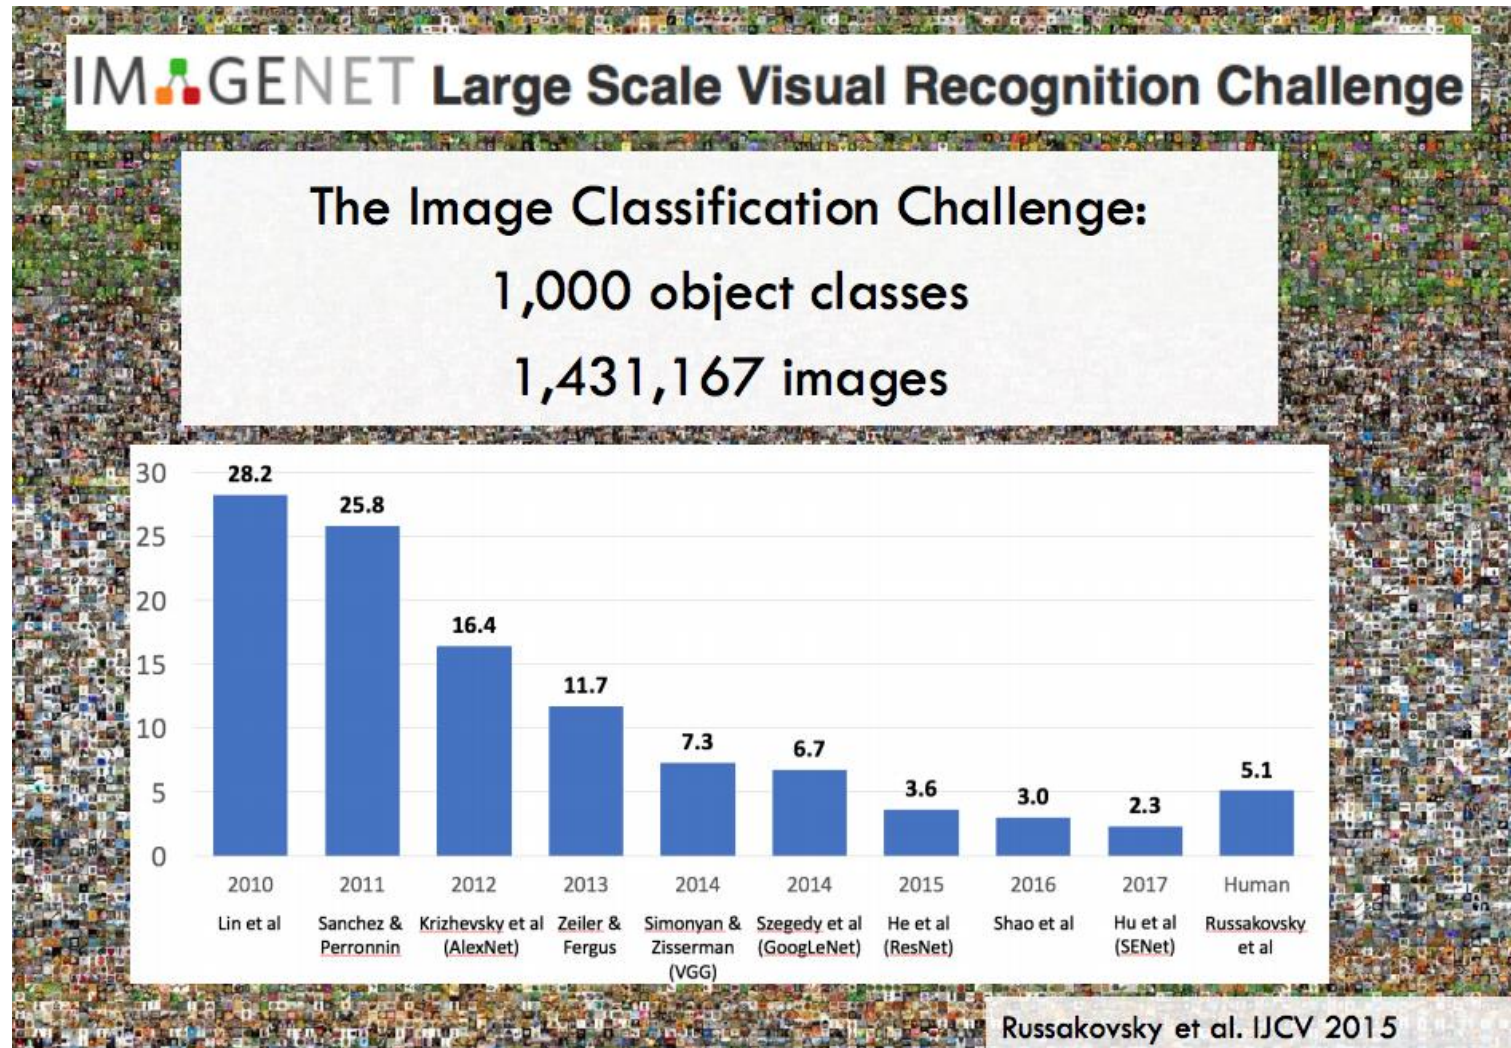 IMAGENET Large Scale Visual Recognition Challenge
The Image Classification Challenge:
1,000 object classes
1,431,167 images
30
25
20
15
10
5
0
28.2
25.8
16.4
11.7
7.3
6.7
3.6
3.0
2.3
5.1
2010
2011
2012
2013
2014
2014
2015
2016
2017
Human
Lin et al
Sanchez &
Perronnin
Krizhevsky et al
(AlexNet)
Zeiler &
Fergus
Simonyan &
Zisserman
(VGG)
Szegedy et al
(GoogLeNet)
He et al
(ResNet)
Shao et al
Hu et al
(SENet)
Russakovsky
et al
Russakovsky et al. IJCV 2015